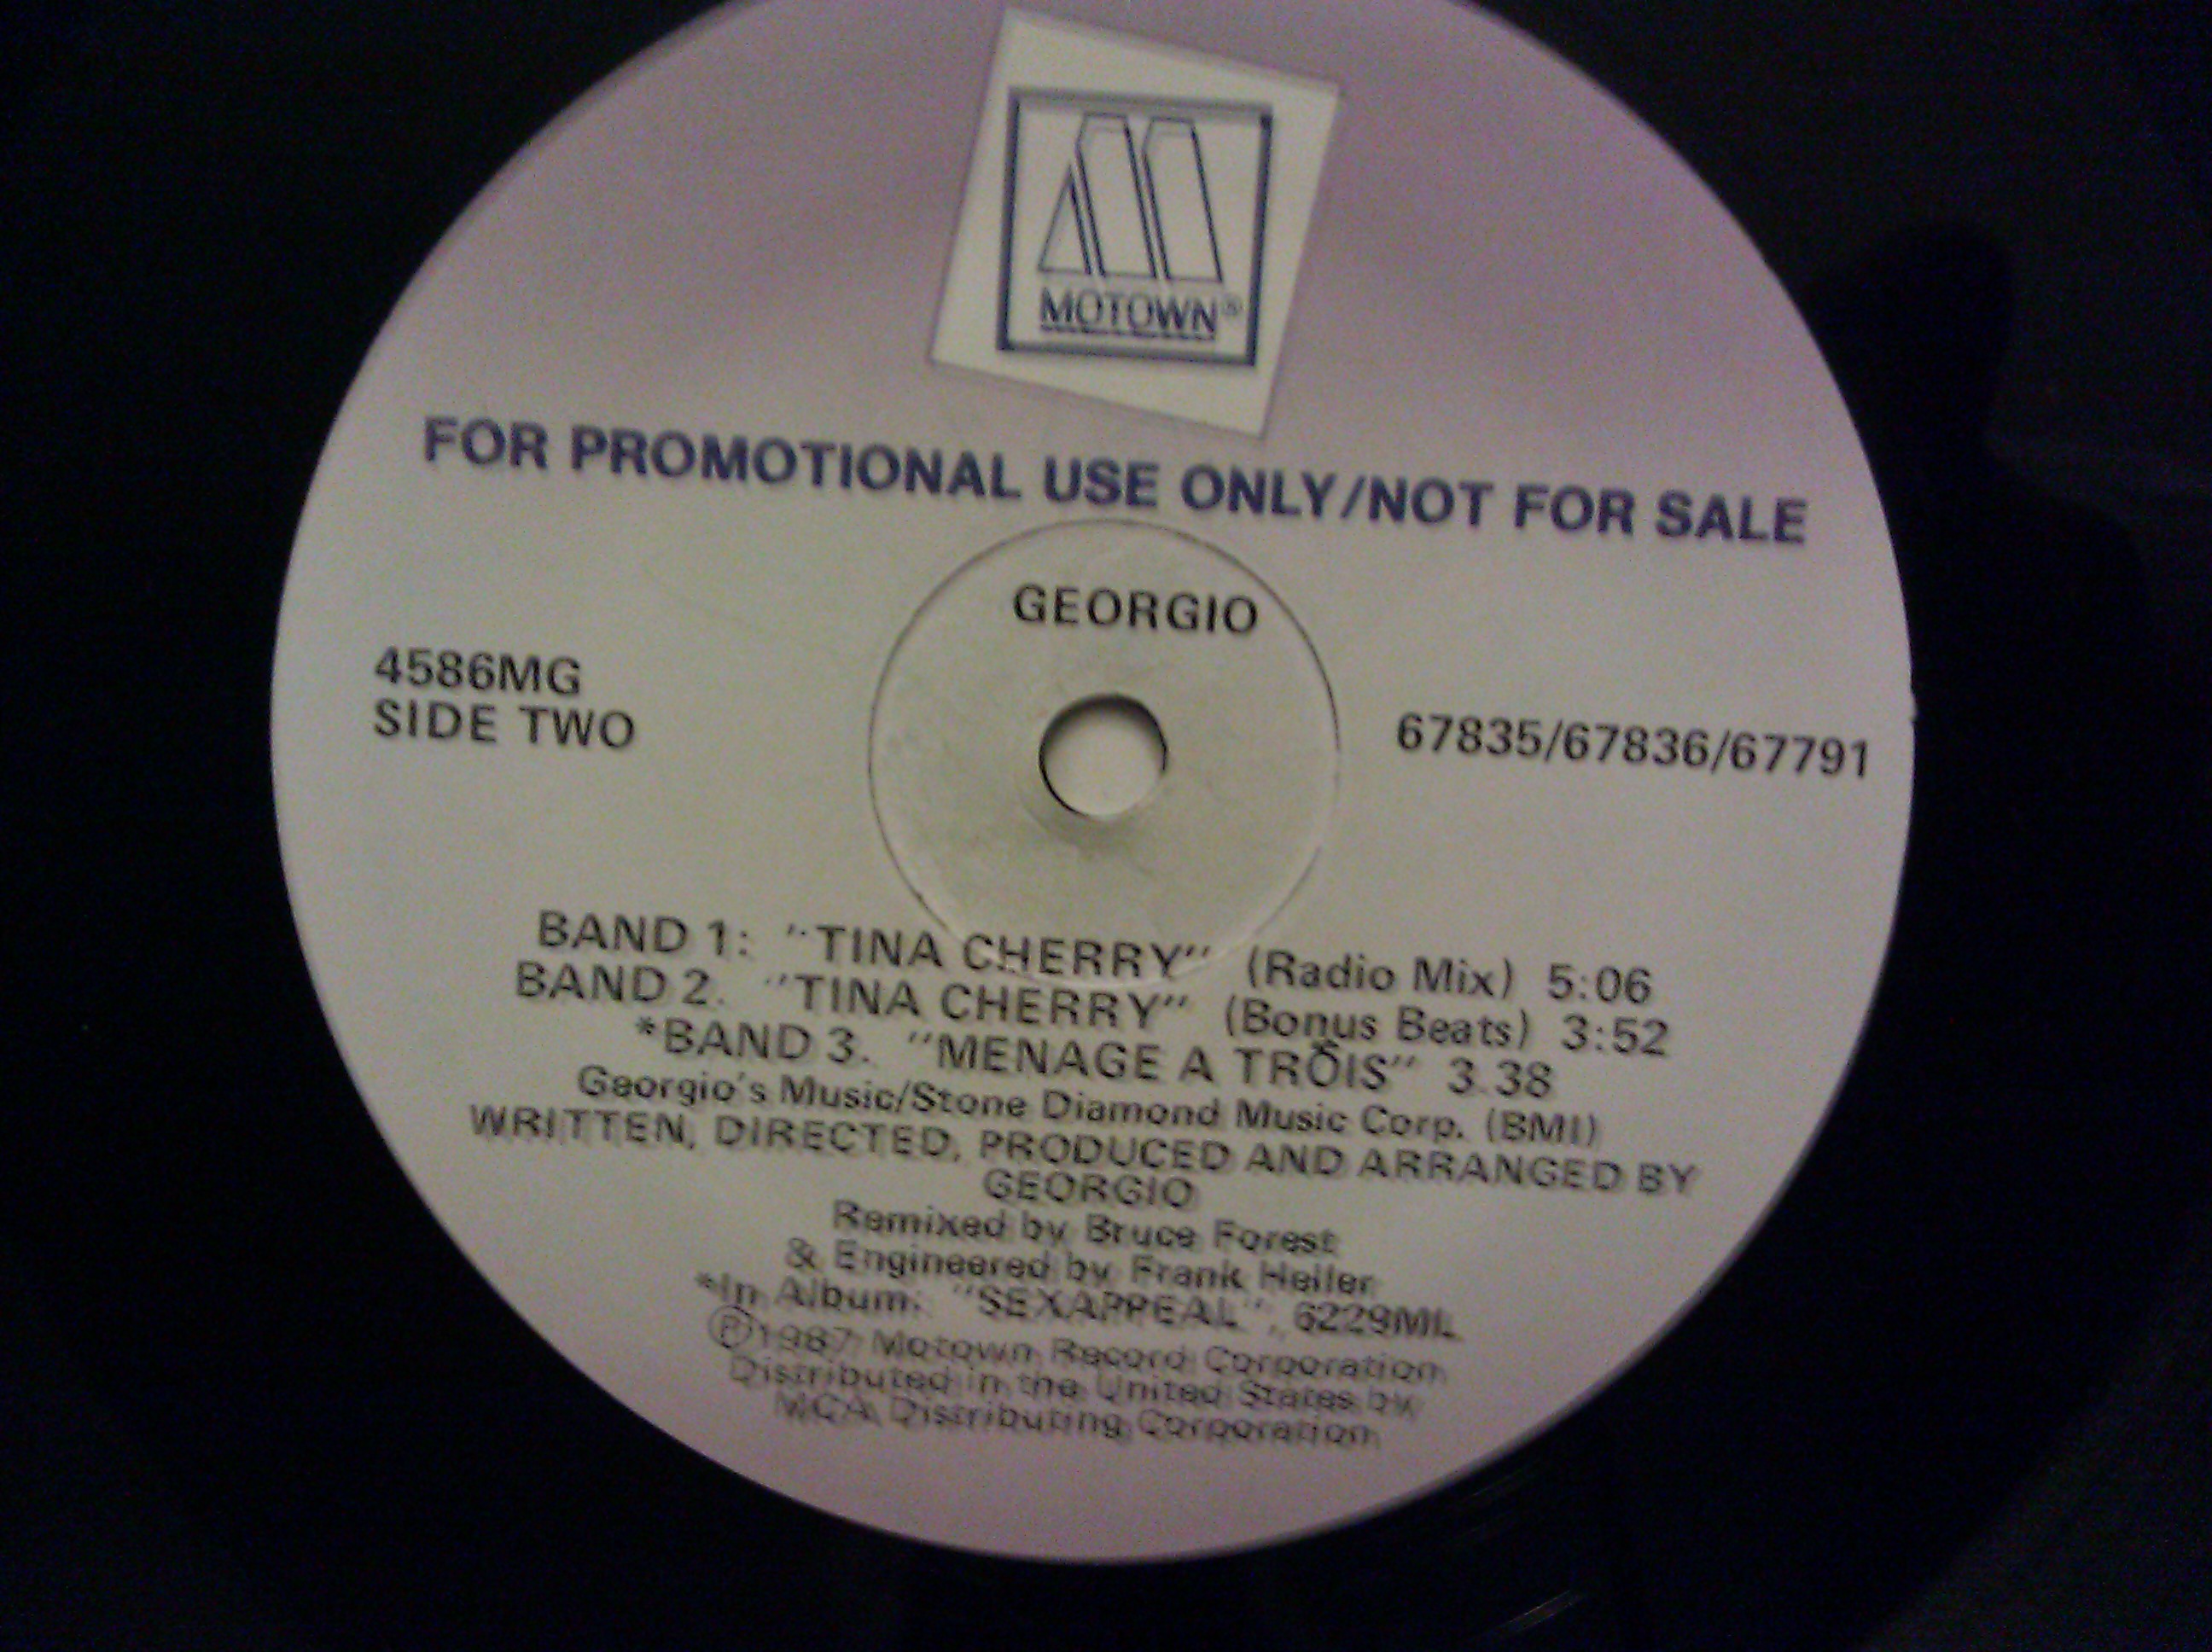 MOTOWN®
FOR PROMOTIONAL USE ONLY/NOT FOR SALE
GEORGIO
4586MG
SIDE TWO
67835/67836/67791
BAND 1: "TINA CHERRY" (Radio Mix) 5:06
BAND 2. "TINA CHERRY" (Bonus Beats) 3:52
*BAND 3. "MENAGE A TROIS" 3.38
Georgio's Music/Stone Diamond Music Corp. (BMI)
WRITTEN, DIRECTED, PRODUCED AND ARRANGED BY
GEORGIO
Remixed by Bruce Forest
& Engineered by Frank Heller
*In Album: "SEXAPPEAL", 6229ML
Ⓟ1987 Motown Record Corporation
Distributed in the United States by
MCA Distributing Corporation